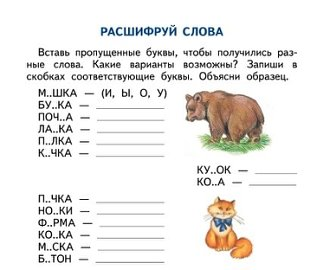 РАСШИФРУЙ СЛОВА
Вставь пропущенные буквы, чтобы получились раз-
ные слова. Какие варианты возможны? Запиши в
скобках соответствующие буквы. Объясни образец.
М..ШКА — (И, Ы, О, У)
БУ..КА —
ПОЧ..А —
ЛА..КА —
П..ЛКА —
К..ЧКА —
КУ..ОК —
КО..А —
П..ЧКА —
НО..КИ —
Ф..РМА —
КО..КА —
М..СКА —
Б..ТОН —